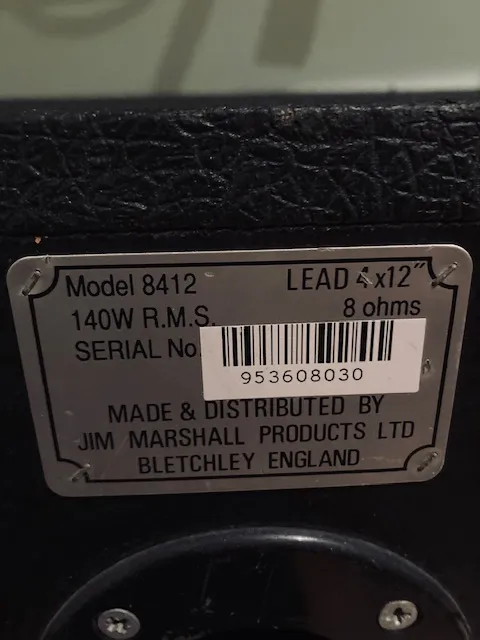 Model 8412 LEAD 4x12"
140W R.M.S. 8 ohms
SERIAL No.
953608030
MADE & DISTRIBUTED BY
JIM MARSHALL PRODUCTS LTD
BLETCHLEY ENGLAND